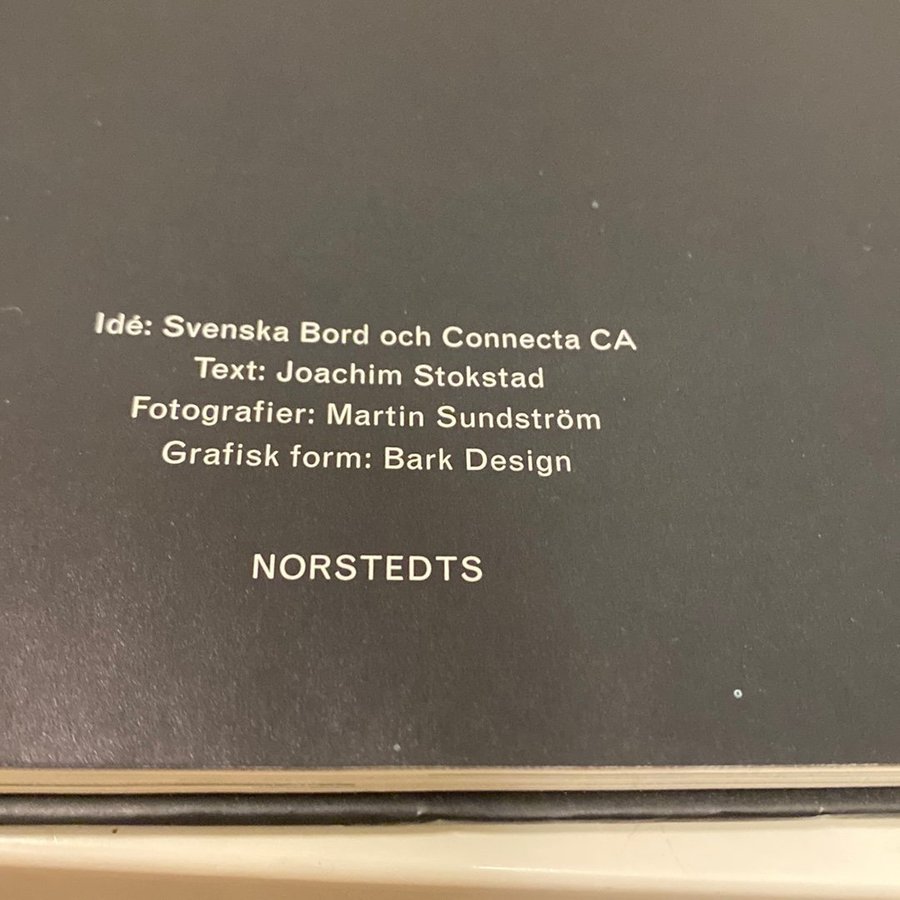 Idé: Svenska Bord och Connecta CA
Text: Joachim Stokstad
Fotografier: Martin Sundström
Grafisk form: Bark Design
NORSTEDTS